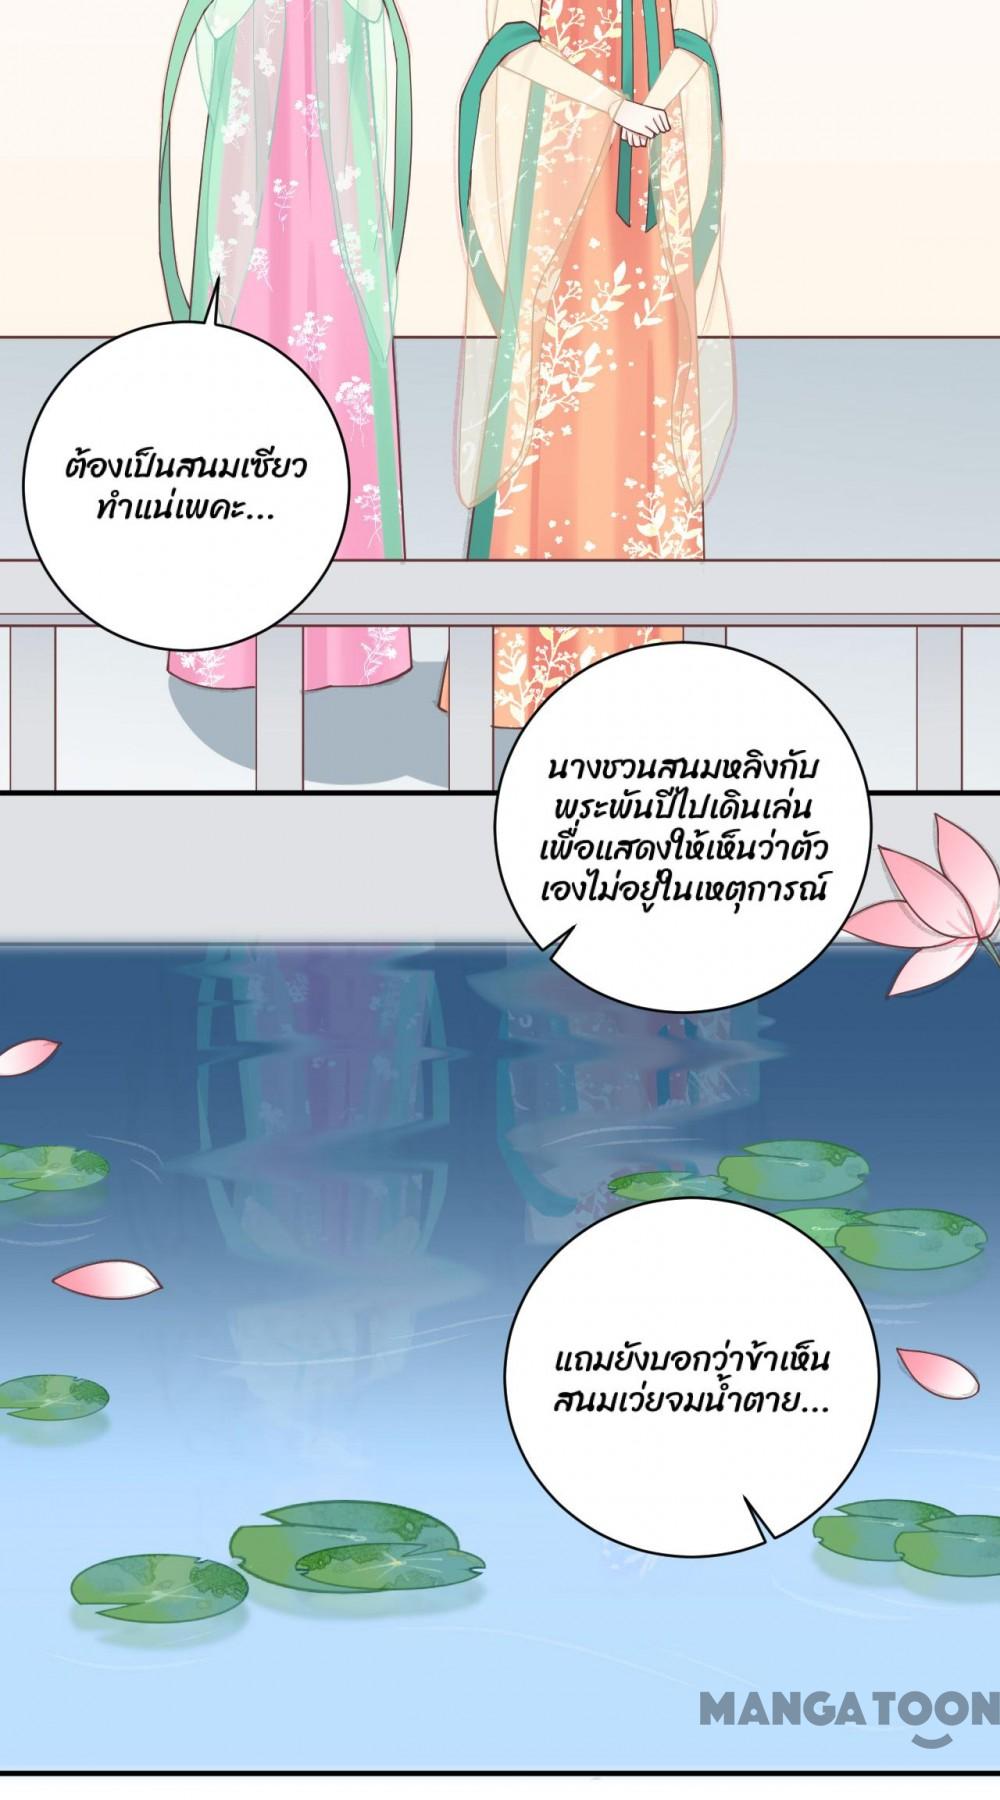 ต้องเป็นสนมเซียว
ทำแน่เพคะ...
นางชวนสนมหลิงกับ
พระพันปีไปเดินเล่น
เพื่อแสดงให้เห็นว่าตัว
เองไม่อยู่ในเหตุการณ์
แถมยังบอกว่าข้าเห็น
สนมเว่ยจมน้ำตาย...
MANGATOON